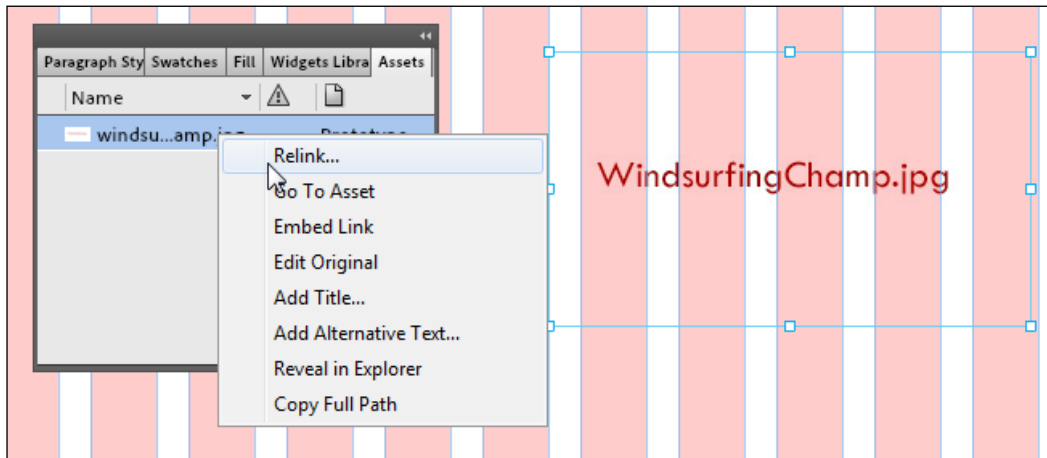 Paragraph Sty Swatches Fill Widgets Libra Assets
Name
windsu...amp.jpg Prototype
Relink...
Go To Asset
Embed Link
Edit Original
Add Title...
Add Alternative Text...
Reveal in Explorer
Copy Full Path
WindsurfingChamp.jpg